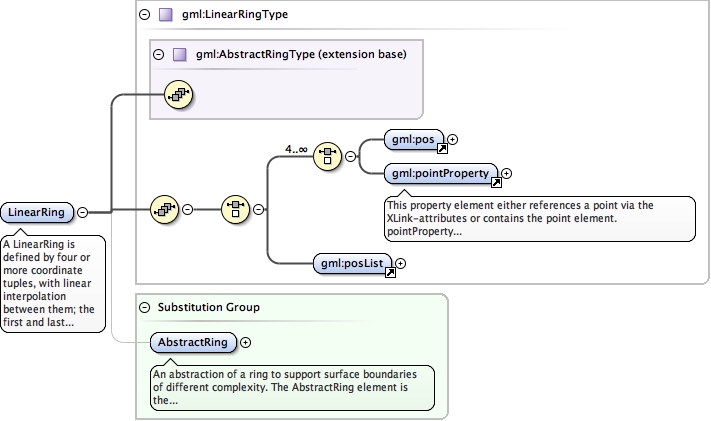 gml:LinearRingType
gml:AbstractRingType (extension base)
4..∞
gml:pos
gml:pointProperty
This property element either references a point via the
XLink-attributes or contains the point element.
pointProperty...
LinearRing
A LinearRing is
defined by four or
more coordinate
tuples, with linear
interpolation
between them; the
first and last...
gml:posList
Substitution Group
AbstractRing
An abstraction of a ring to support surface boundaries
of different complexity. The AbstractRing element is
the...